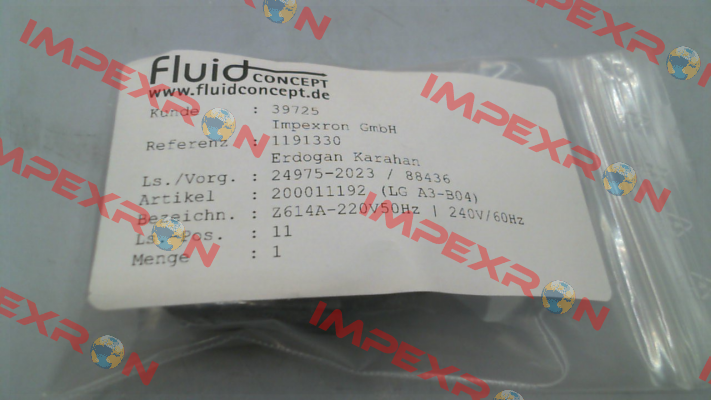 Fluid CONCEPT
www.fluidconcept.de
Kunde : 39725
Impexron GmbH
Referenz : 1191330
Erdogan Karahan
Ls./Vorg. : 24975-2023 / 88436
Artikel : 200011192 (LG A3-B04)
Bezeichn. : Z614A-220V50Hz | 240V/60Hz
Ls.-Pos. : 11
Menge : 1
IMPEXRON
IMPEXRON
IMPEXRON
IMPEXRON
IMPEXRON
IMPEXRON